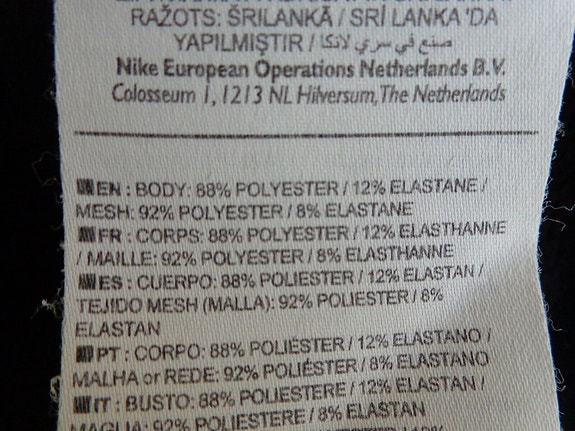 RAŽOTS: ŠRILANKĀ / SRİ LANKA 'DA
YAPILMIŞTIR / صنع في سري لانكا
Nike European Operations Netherlands B.V.
Colosseum 1, 1213 NL Hilversum, The Netherlands
EN : BODY: 88% POLYESTER / 12% ELASTANE /
MESH: 92% POLYESTER / 8% ELASTANE
FR : CORPS: 88% POLYESTER / 12% ELASTHANNE
/ MAILLE: 92% POLYESTER / 8% ELASTHANNE
ES : CUERPO: 88% POLIESTER / 12% ELASTAN /
TEJIDO MESH (MALLA): 92% POLIESTER / 8%
ELASTAN
PT : CORPO: 88% POLIÉSTER / 12% ELASTANO /
MALHA or REDE: 92% POLIÉSTER / 8% ELASTANO
IT : BUSTO: 88% POLIESTERE / 12% ELASTAN /
MAGLIA: 92% POLIESTERE / 8% ELASTAN